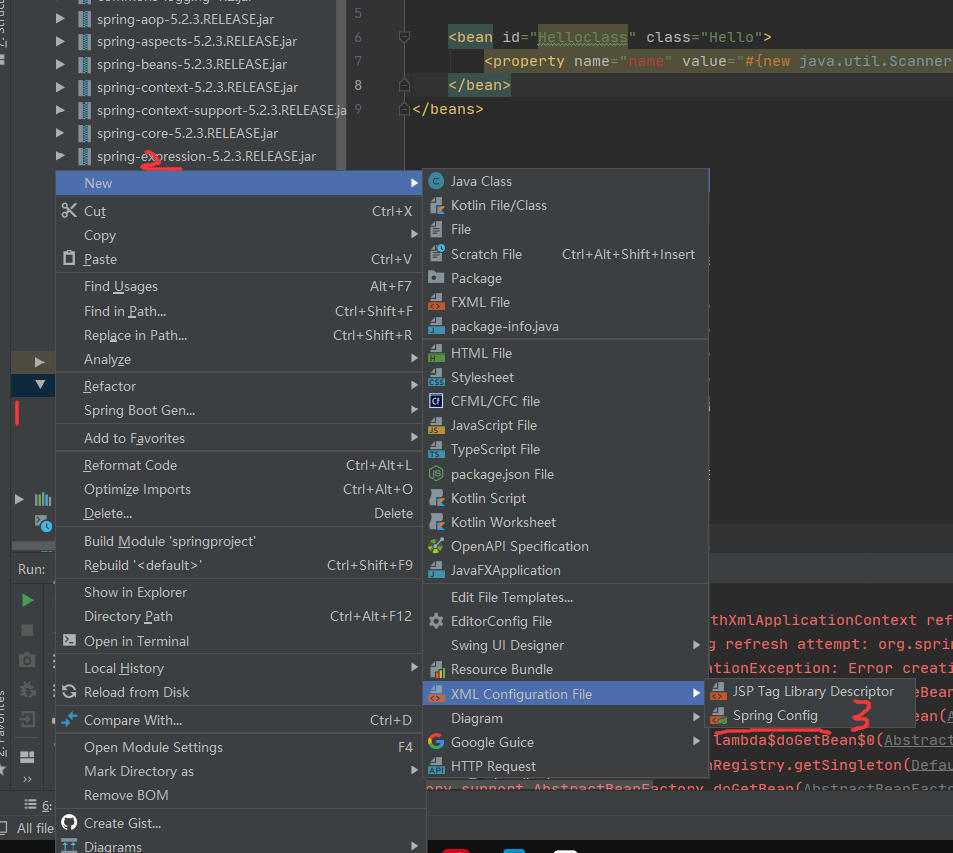 spring-aop-5.2.3.RELEASE.jar
spring-aspects-5.2.3.RELEASE.jar
spring-beans-5.2.3.RELEASE.jar
spring-context-5.2.3.RELEASE.jar
spring-context-support-5.2.3.RELEASE.ja
spring-core-5.2.3.RELEASE.jar
spring-expression-5.2.3.RELEASE.jar
5
6 <bean id="Helloclass" class="Hello">
7 <property name="name" value="#{new java.util.Scanner
8 </bean>
9 </beans>
2
New
Cut Ctrl+X
Copy
Paste Ctrl+V
Find Usages Alt+F7
Find in Path... Ctrl+Shift+F
Replace in Path... Ctrl+Shift+R
Analyze
Refactor
Spring Boot Gen...
Add to Favorites
Reformat Code Ctrl+Alt+L
Optimize Imports Ctrl+Alt+O
Delete... Delete
Build Module 'springproject'
Rebuild '<default>' Ctrl+Shift+F9
Show in Explorer
Directory Path Ctrl+Alt+F12
Open in Terminal
Local History
Reload from Disk
Compare With... Ctrl+D
Open Module Settings F4
Mark Directory as
Remove BOM
Create Gist...
Diagrams
Java Class
Kotlin File/Class
File
Scratch File Ctrl+Alt+Shift+Insert
Package
FXML File
package-info.java
HTML File
Stylesheet
CFML/CFC file
JavaScript File
TypeScript File
package.json File
Kotlin Script
Kotlin Worksheet
OpenAPI Specification
JavaFXApplication
Edit File Templates...
EditorConfig File
Swing UI Designer
Resource Bundle
XML Configuration File
Diagram
Google Guice
HTTP Request
JSP Tag Library Descriptor
Spring Config
3
Run:
6:
All file
thXmlApplicationContext ref
g refresh attempt: org.sprin
ationException: Error creati
eBean
ean(A
lambda$doGetBean$0(Abstract
nRegistry.getSingleton(Defau
ory.support.AbstractBeanFactory.doGetBean(AbstractBeanFacto